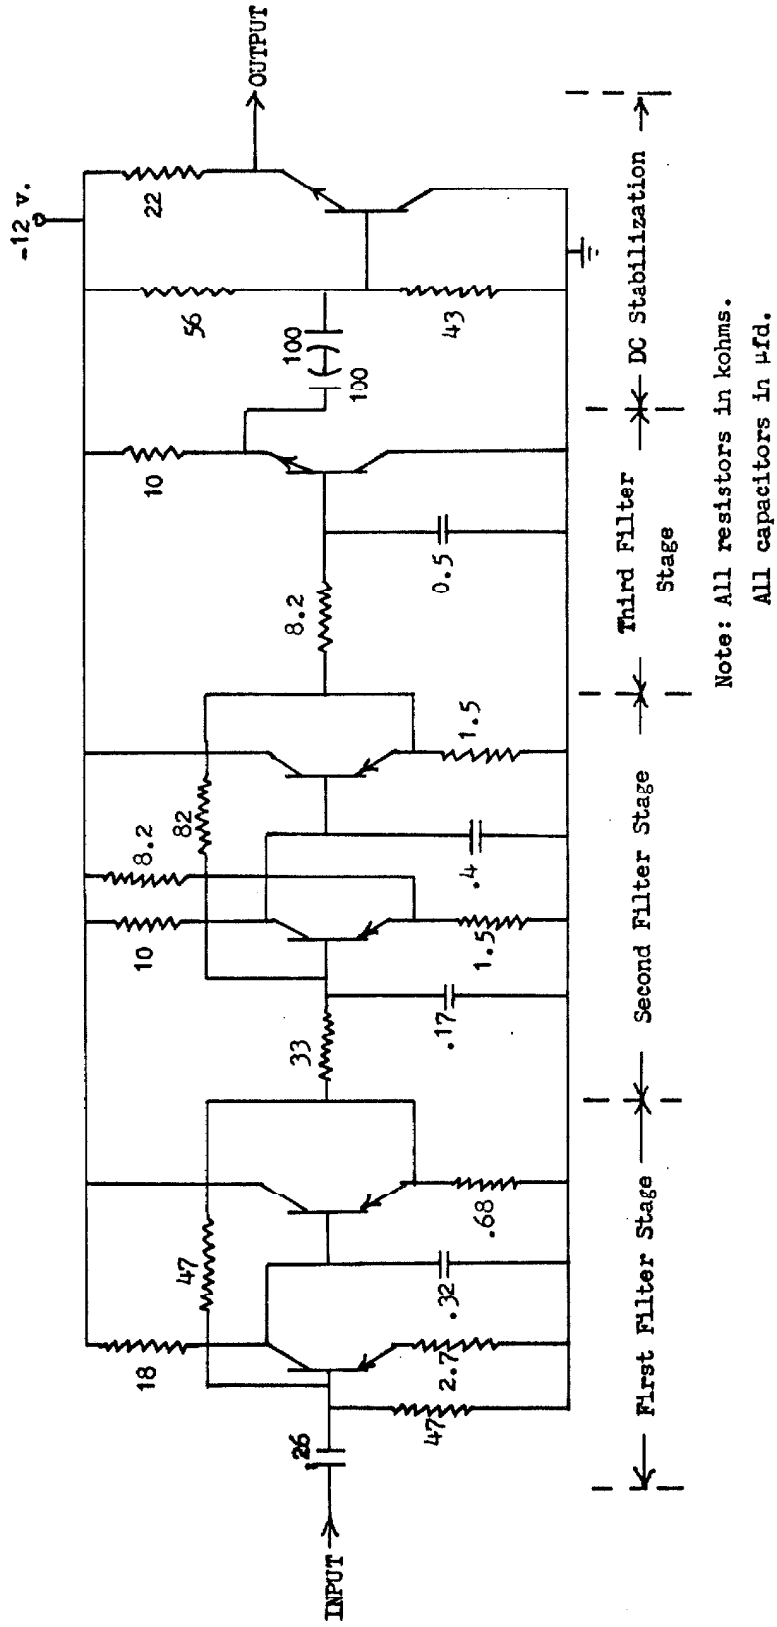 -12 v.
18
47
10
8.2
82
10
56
22
OUTPUT
INPUT
.26
33
8.2
100
100
47
2.7
.32
.68
.17
1.5
.4
1.5
0.5
43
First Filter Stage
Second Filter Stage
Third Filter
Stage
DC Stabilization
Note: All resistors in kohms.
All capacitors in µfd.